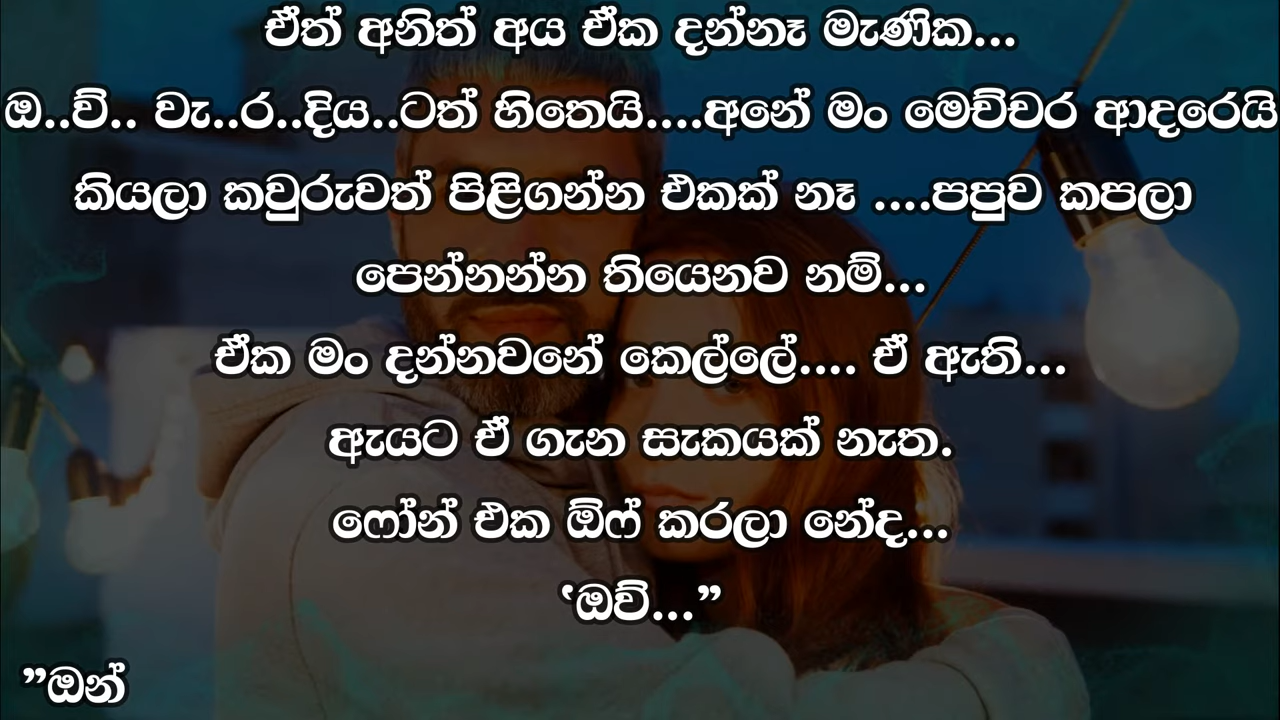 ඒත් අනිත් අය ඒක දන්නෑ මැණික...
ඔ..ව්.. වැ..ර..දිය..ටත් හිතෙයි....අනේ මං මෙච්චර ආදරෙයි
කියලා කවුරුවත් පිළිගන්න එකක් නෑ ....පපුව කපලා
පෙන්නන්න තියෙනව නම්...
ඒක මං දන්නවනේ කෙල්ලේ.... ඒ ඇති...
ඇයට ඒ ගැන සැකයක් නැත.
ෆෝන් එක ඕෆ් කරලා නේද...
‘ඔව්...”
”ඔන්